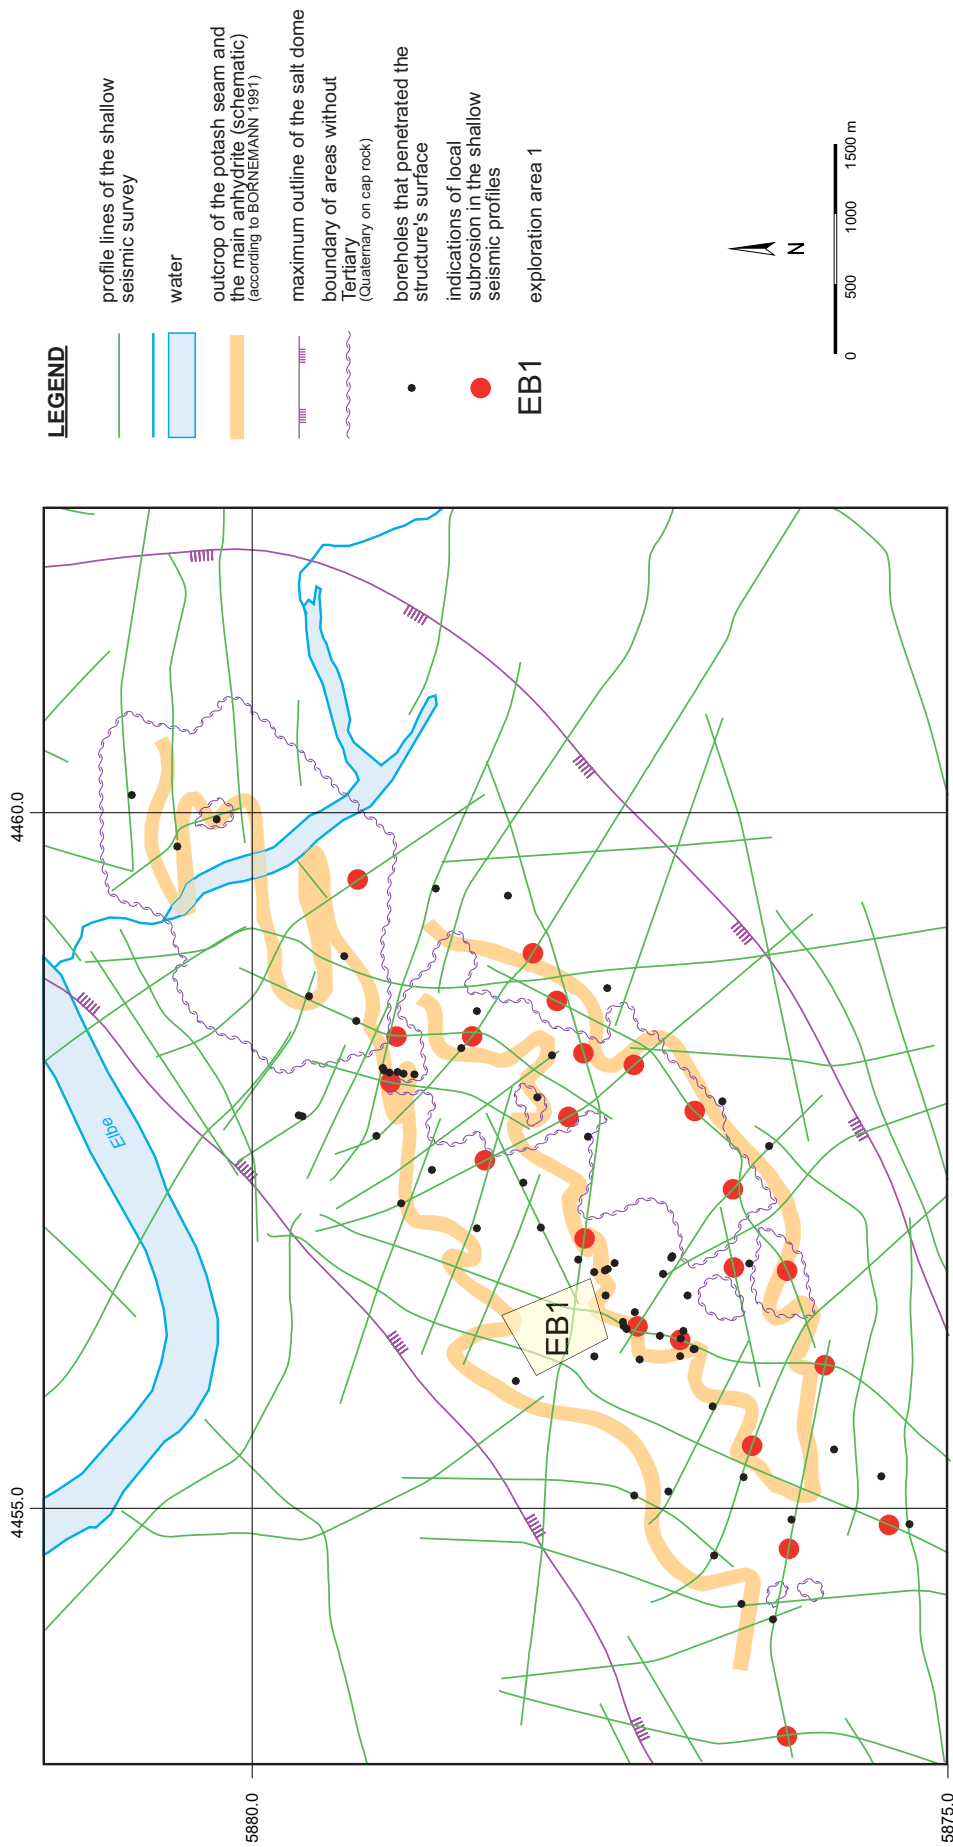 LEGEND
profile lines of the shallow
seismic survey
water
outcrop of the potash seam and
the main anhydrite (schematic)
(according to BORNEMANN 1991)
maximum outline of the salt dome
boundary of areas without
Tertiary
(Quaternary on cap rock)
boreholes that penetrated the
structure's surface
indications of local
subrosion in the shallow
seismic profiles
EB1
exploration area 1
N
0
500
1000
1500 m
4460.0
4455.0
5880.0
5875.0
Elbe
EB1